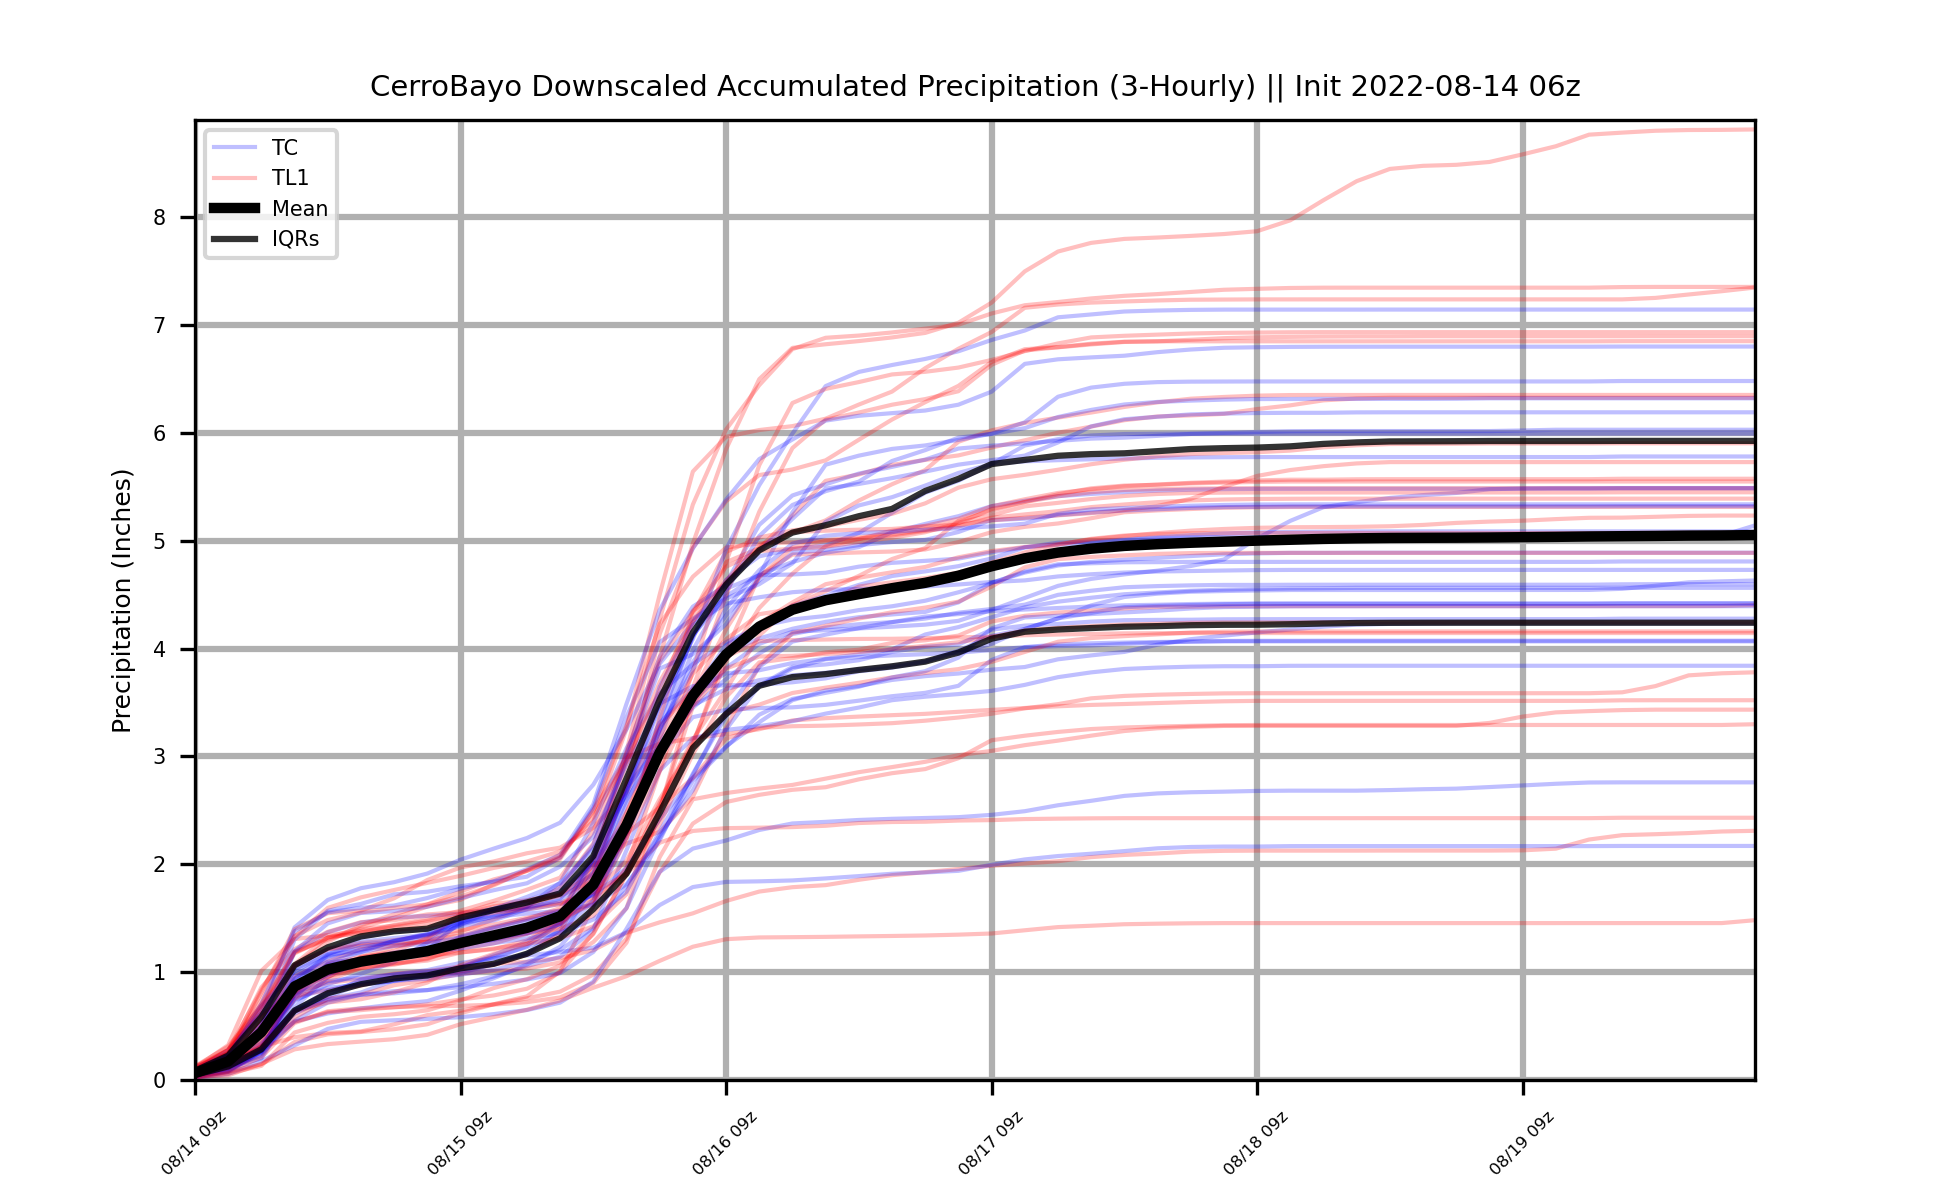 CerroBayo Downscaled Accumulated Precipitation (3-Hourly) || Init 2022-08-14 06z
TC
TL1
Mean
IQRs
Precipitation (Inches)
8
7
6
5
4
3
2
1
0
08/14 09z
08/15 09z
08/16 09z
08/17 09z
08/18 09z
08/19 09z